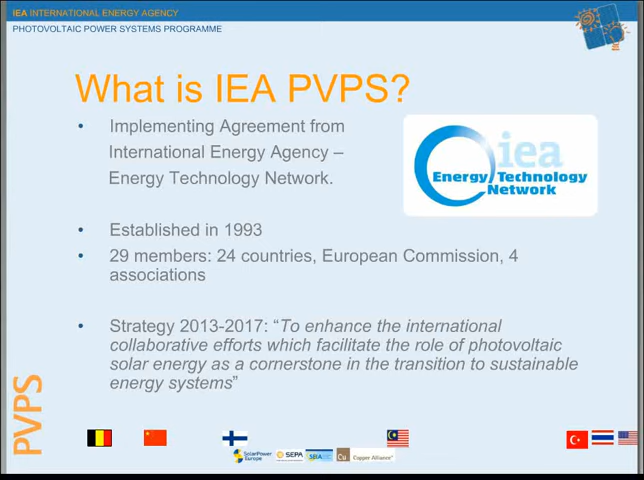 IEA INTERNATIONAL ENERGY AGENCY
PHOTOVOLTAIC POWER SYSTEMS PROGRAMME
What is IEA PVPS?
• Implementing Agreement from
International Energy Agency –
Energy Technology Network.
iea
Energy Technology
Network
• Established in 1993
• 29 members: 24 countries, European Commission, 4
associations
• Strategy 2013-2017: “To enhance the international
collaborative efforts which facilitate the role of photovoltaic
solar energy as a cornerstone in the transition to sustainable
energy systems”
PVPS
SolarPower
Europe
SEPA
Cu
Copper Alliance